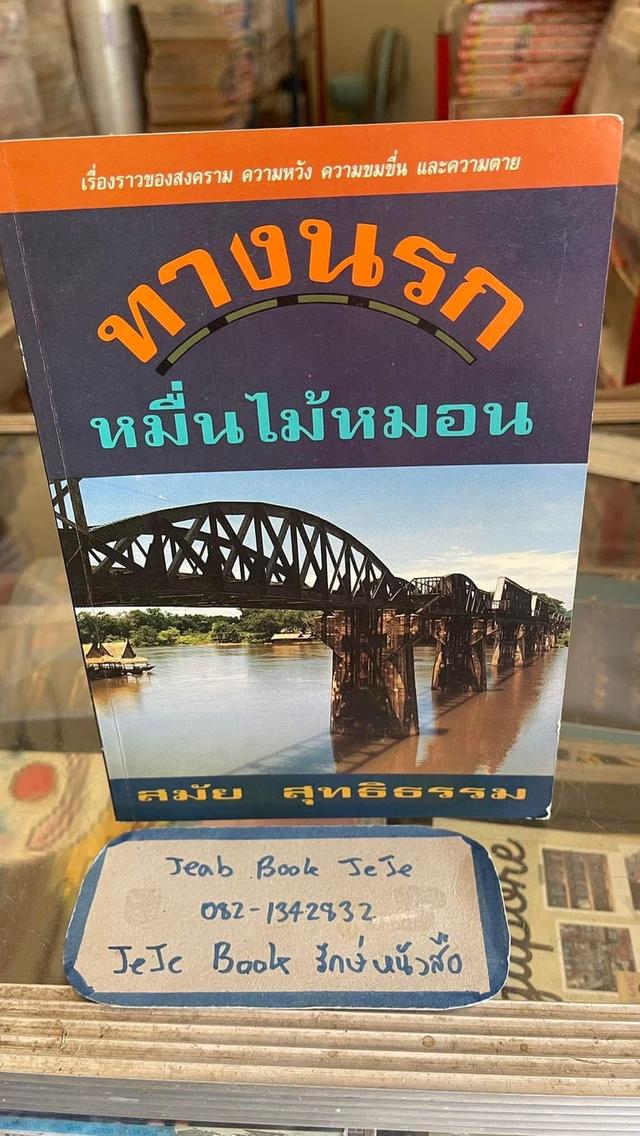 เรื่องราวของสงคราม ความหวัง ความขมขื่น และความตาย
ทางนรก
หมื่นไม้หมอน
สมัย สุทธิธรรม
Jeab Book JeJe
082-1342832
JeJe Book รักษ์หนังสือ